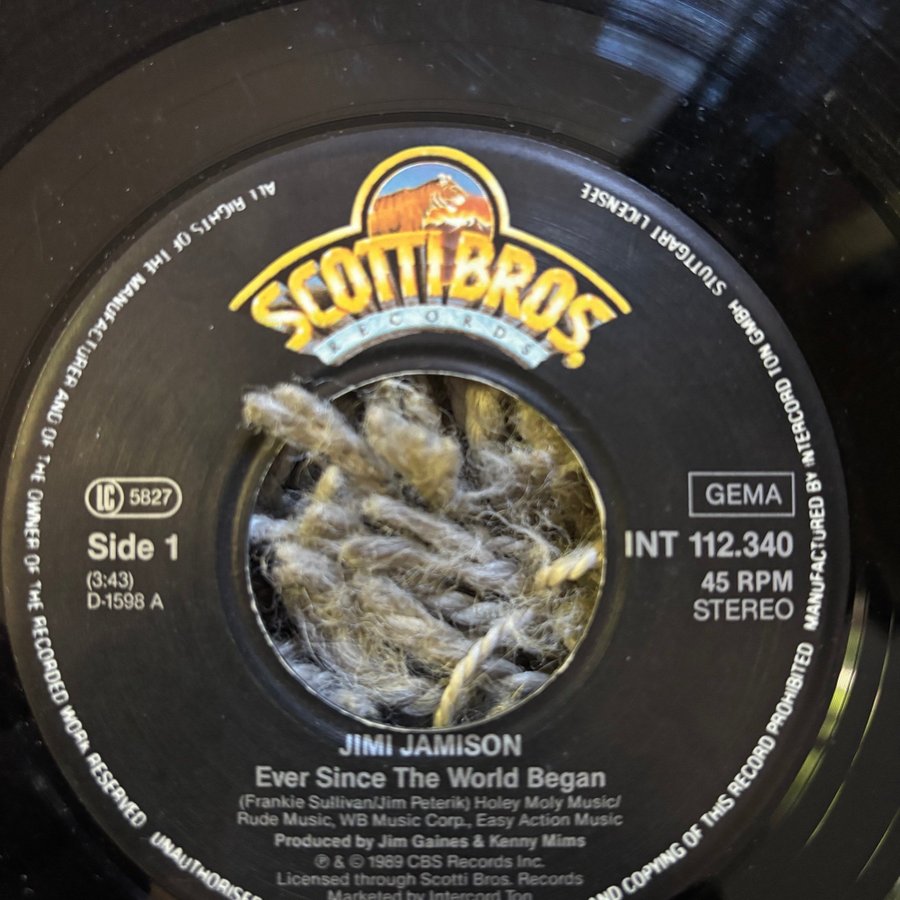 SCOTTI BROS.
RECORDS
LC 5827
Side 1
(3:43)
D-1598 A
GEMA
INT 112.340
45 RPM
STEREO
JIMI JAMISON
Ever Since The World Began
(Frankie Sullivan/Jim Peterik) Holey Moly Music/
Rude Music, WB Music Corp., Easy Action Music
Produced by Jim Gaines & Kenny Mims
℗ & © 1989 CBS Records Inc.
Licensed through Scotti Bros. Records
Marketed by Intercord Ton
ALL RIGHTS OF THE MANUFACTURER AND OF THE OWNER OF THE RECORDED WORK RESERVED UNAUTHORISE
AND COPYING OF THIS RECORD PROHIBITED MANUFACTURED BY INTERCORD TON GMBH STUTTGART LICENSEE